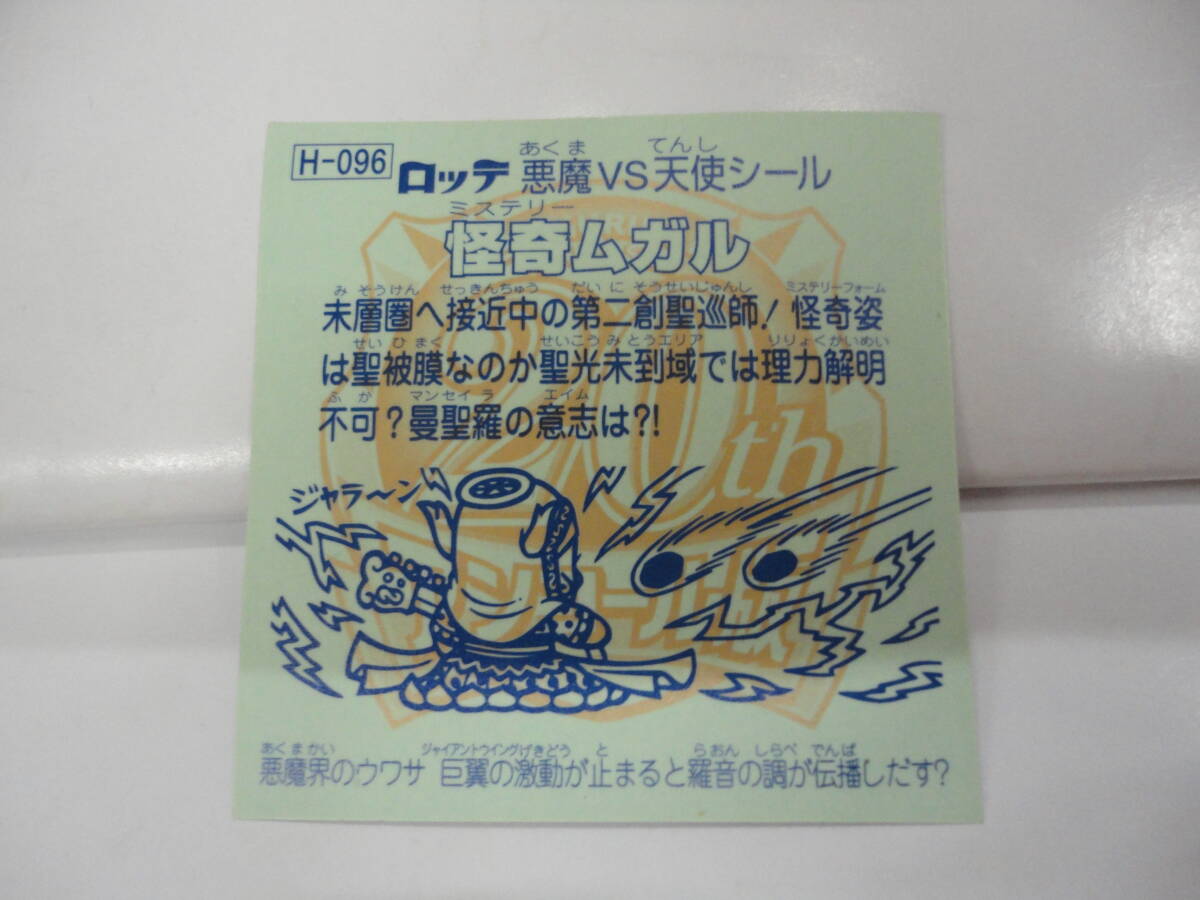 H-096
あくま てんし
ロッテ 悪魔VS天使シール
ミステリー
怪奇ムガル
みそうけん せっきんちゅう だいにそうせいじゅんし ミステリーフォーム
未層圏へ接近中の第二創聖巡師! 怪奇姿
せいひまく せいこうみとうエリア りりょくかいめい
は聖被膜なのか聖光未到域では理力解明
ふか マンセイラ エイム
不可?曼聖羅の意志は?!
20th
アンコール版
ジャラ〜ン
あくまかい ジャイアントウイングげきどう と らおん しらべ でんぱ
悪魔界のウワサ 巨翼の激動が止まると羅音の調が伝播しだす?